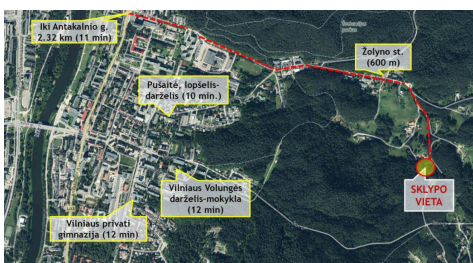 Iki Antakalnio g.
2.32 km (11 min)
Žolyno st.
(600 m)
Pušaitė, lopšelis-
darželis (10 min.)
SKLYPO
VIETA
Vilniaus Volungės
darželis-mokykla
(12 min)
Vilniaus privati
gimnazija (12 min)